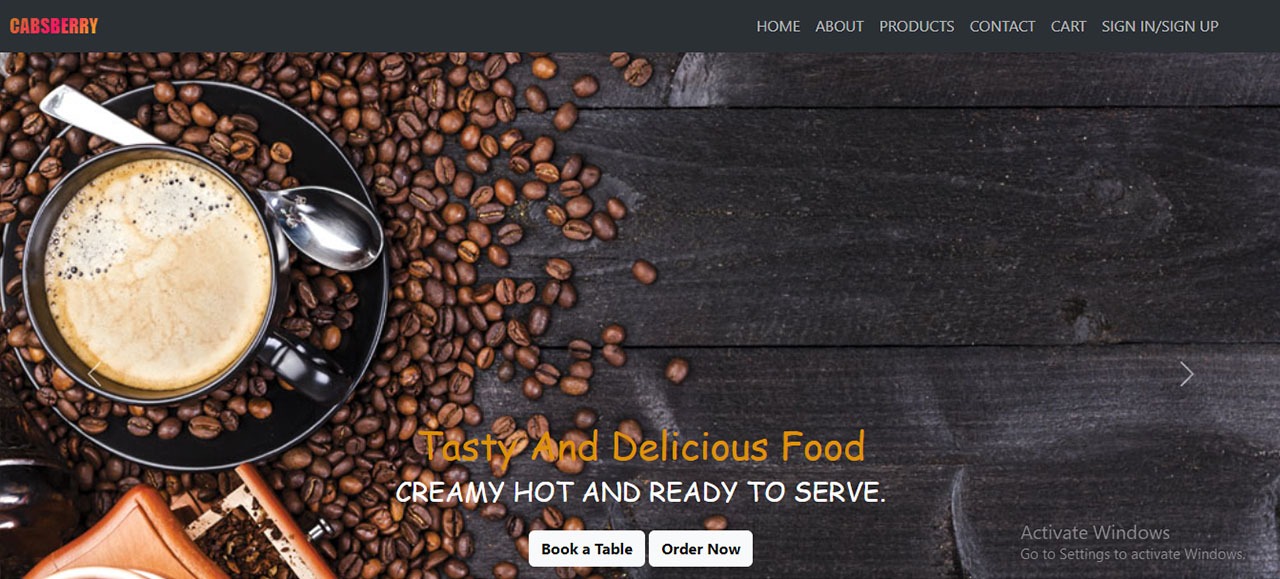 CABSBERRY
HOME ABOUT PRODUCTS CONTACT CART SIGN IN/SIGN UP
Tasty And Delicious Food
CREAMY HOT AND READY TO SERVE.
Book a Table Order Now
Activate Windows
Go to Settings to activate Windows.